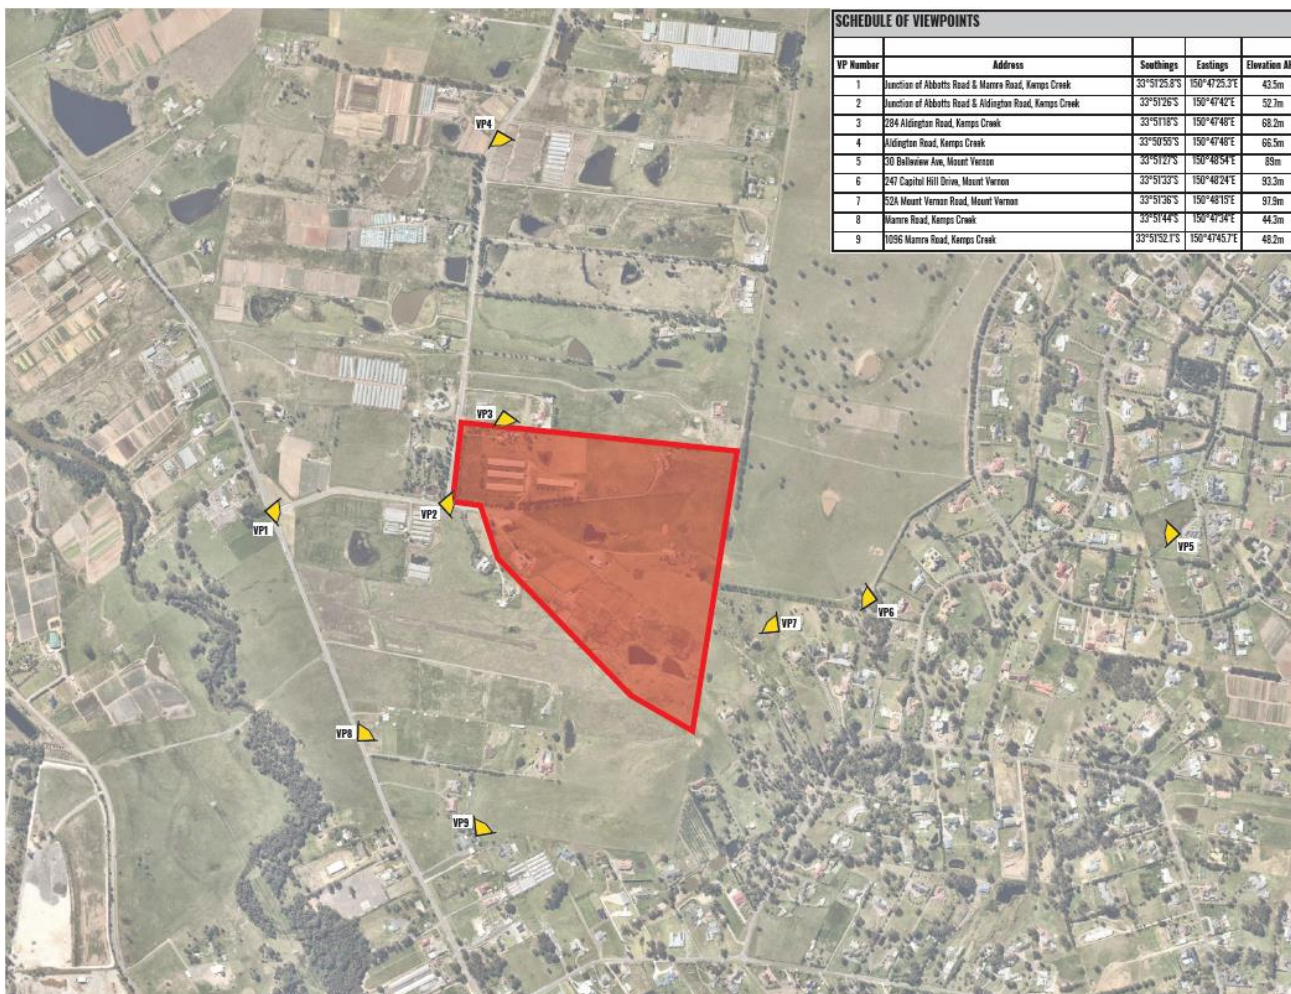 SCHEDULE OF VIEWPOINTS
VP Number Address Southings Eastings Elevation AH
1 Junction of Abbotts Road & Mamre Road, Kemps Creek 33°51'25.8"S 150°47'25.3"E 43.5m
2 Junction of Abbotts Road & Aldington Road, Kemps Creek 33°51'26"S 150°47'42"E 52.7m
3 284 Aldington Road, Kemps Creek 33°51'18"S 150°47'48"E 68.2m
4 Aldington Road, Kemps Creek 33°50'55"S 150°47'48"E 66.5m
5 30 Belleview Ave, Mount Vernon 33°51'27"S 150°48'54"E 89m
6 247 Capitol Hill Drive, Mount Vernon 33°51'33"S 150°48'24"E 93.3m
7 52A Mount Vernon Road, Mount Vernon 33°51'36"S 150°48'15"E 97.9m
8 Mamre Road, Kemps Creek 33°51'44"S 150°47'34"E 44.3m
9 1096 Mamre Road, Kemps Creek 33°51'52.1"S 150°47'45.7"E 48.2m
VP4
VP3
VP2
VP1
VP5
VP6
VP7
VP8
VP9